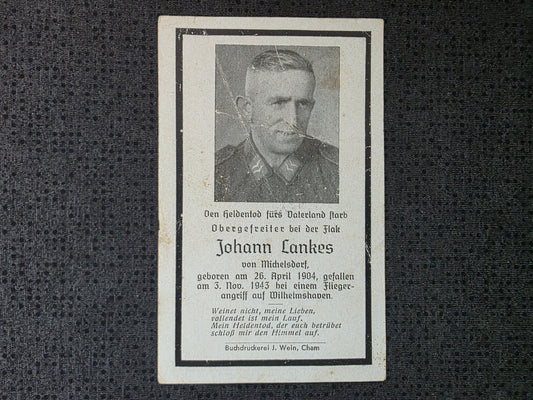 Den Heldentod fürs Vaterland starb
Obergefreiter bei der Flak
Johann Lankes
von Michelsdorf,
geboren am 26. April 1904, gefallen
am 3. Nov. 1943 bei einem Flieger-
angriff auf Wilhelmshaven.
Weinet nicht, meine Lieben,
vollendet ist mein Lauf,
Mein Heldentod, der euch betrübet
schloß mir den Himmel auf.
Buchdruckerei J. Wein, Cham